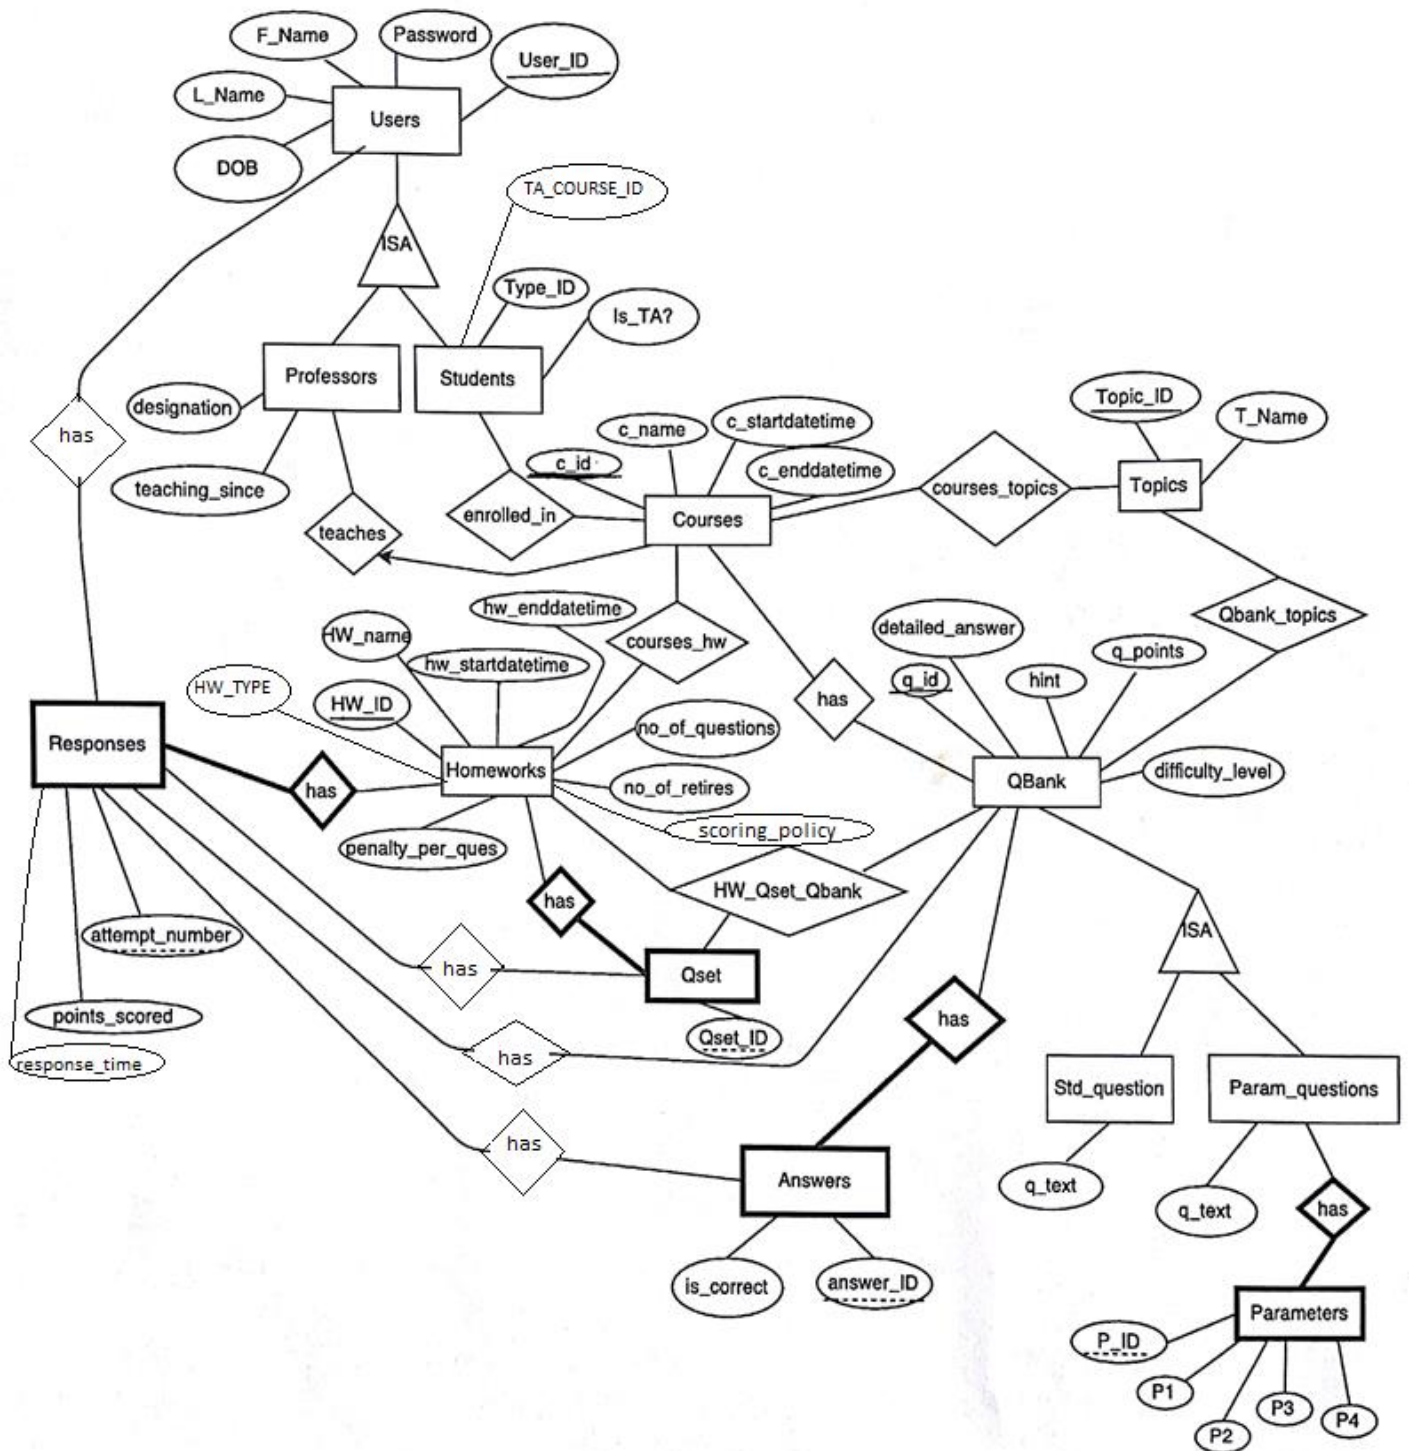 F_Name
Password
User_ID
L_Name
Users
DOB
TA_COURSE_ID
ISA
Type_ID
Is_TA?
Professors
Students
designation
teaching_since
has
teaches
enrolled_in
c_id
c_name
c_startdatetime
c_enddatetime
Courses
courses_topics
Topic_ID
T_Name
Topics
Qbank_topics
hw_enddatetime
HW_name
hw_startdatetime
courses_hw
HW_TYPE
HW_ID
detailed_answer
q_id
hint
q_points
has
Responses
has
Homeworks
no_of_questions
no_of_retires
scoring_policy
penalty_per_ques
QBank
difficulty_level
HW_Qset_Qbank
has
attempt_number
has
Qset
Qset_ID
points_scored
response_time
has
has
has
ISA
Std_question
Param_questions
q_text
q_text
has
Answers
is_correct
answer_ID
Parameters
P_ID
P1
P2
P3
P4